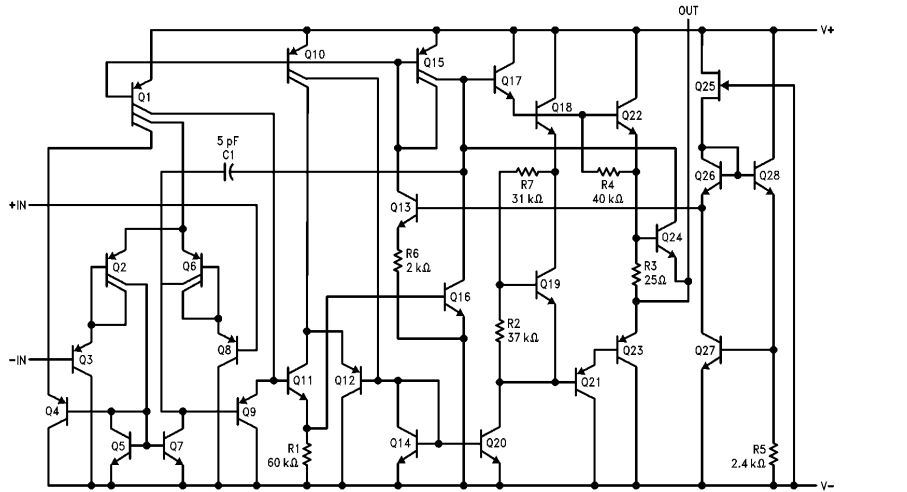 OUT
V+
Q10
Q15
Q17
Q1
Q25
Q18
Q22
5 pF
C1
R7
31 kΩ
R4
40 kΩ
Q26
Q28
+IN
Q13
Q24
Q2
Q6
R6
2 kΩ
R3
25Ω
Q19
Q16
R2
37 kΩ
-IN
Q3
Q8
Q23
Q27
Q4
Q9
Q11
Q12
Q21
Q5
Q7
R1
60 kΩ
Q14
Q20
R5
2.4 kΩ
V-